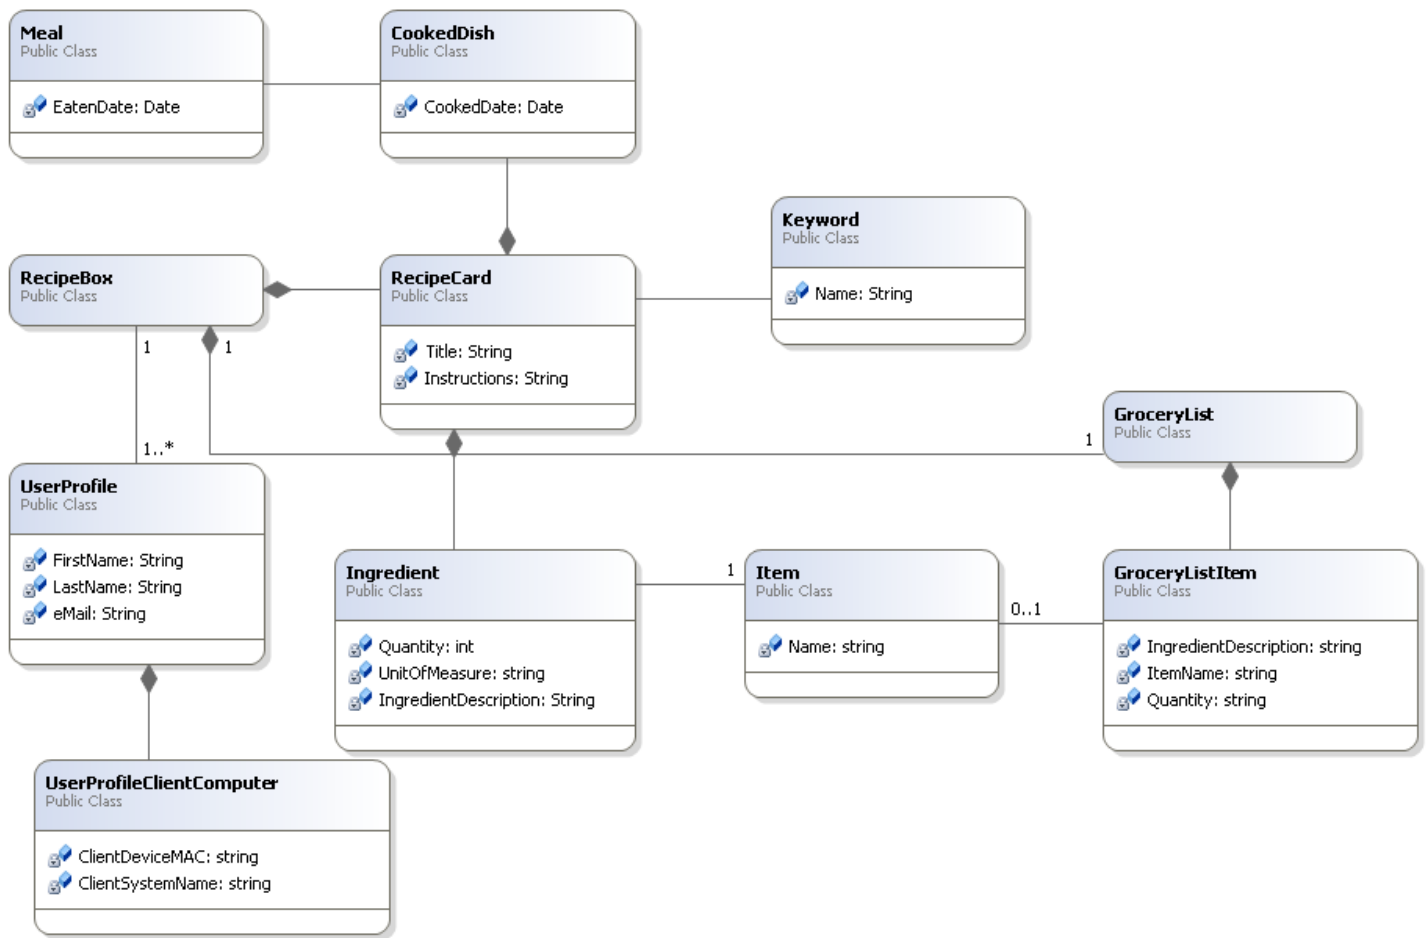 Meal
Public Class
EatenDate: Date
CookedDish
Public Class
CookedDate: Date
Keyword
Public Class
Name: String
RecipeBox
Public Class
RecipeCard
Public Class
Title: String
Instructions: String
1
1
1..*
GroceryList
Public Class
1
UserProfile
Public Class
FirstName: String
LastName: String
eMail: String
Ingredient
Public Class
Quantity: int
UnitOfMeasure: string
IngredientDescription: String
1
Item
Public Class
Name: string
0..1
GroceryListItem
Public Class
IngredientDescription: string
ItemName: string
Quantity: string
UserProfileClientComputer
Public Class
ClientDeviceMAC: string
ClientSystemName: string